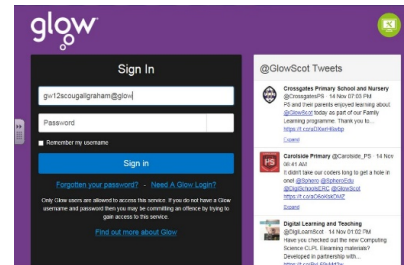 glow
Sign In
gw12scougallgraham@glow
Password
Remember my username
Sign in
Forgotten your password? - Need A Glow Login?
Only Glow users are allowed to access this service. If you do not have a Glow
username and password then you may be committing an offence by trying to
gain access to this service.
Find out more about Glow
@GlowScot Tweets
Crossgates Primary School and Nursery
@CrossgatesPS · 14 Nov 07:03 PM
P5 and their parents enjoyed learning about
@GlowScot today as part of our Family
Learning programme. Thank you to...
Expand
Carolside Primary @Carolside_PS · 14 Nov
06:41 AM
It didn't take our coders long to get a hole in
one! @Sphero @SpheroEdu
@DigiSchoolsERC @GlowScot
Expand
Digital Learning and Teaching
@DigiLearnScot · 14 Nov 01:02 PM
Have you checked out the new Computing
Science CLPL Elearning materials?
Developed in partnership with...